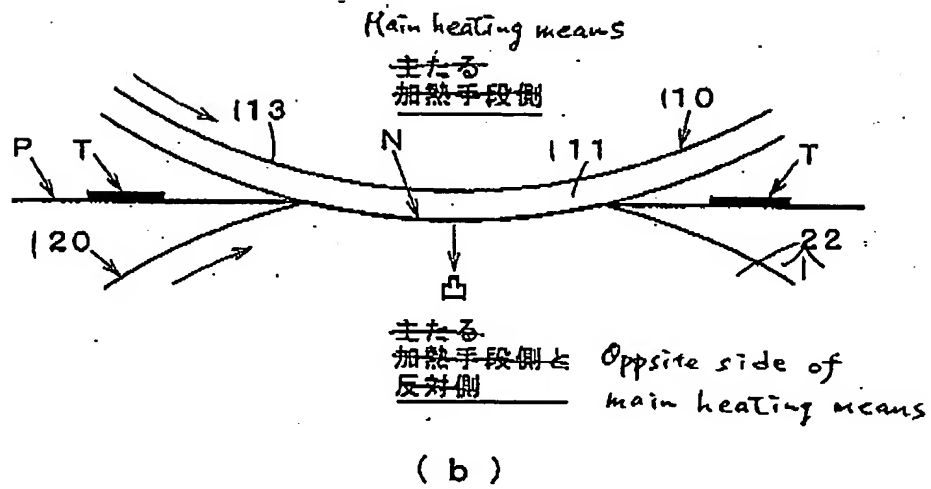 Main heating means
主たる
加熱手段側
113
110
N
111
P
T
T
120
22
凸
主たる
加熱手段側と
反対側
Oppsite side of
main heating means
(b)